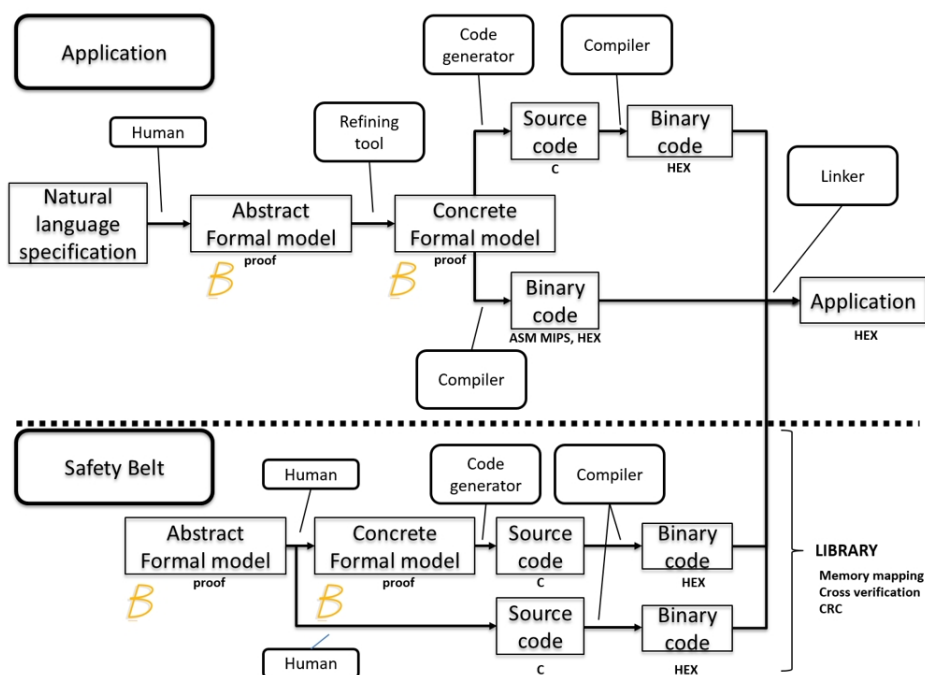 Application
Code
generator
Compiler
Human
Refining
tool
Source
code
C
Binary
code
HEX
Linker
Natural
language
specification
Abstract
Formal model
proof
B
Concrete
Formal model
proof
B
Binary
code
ASM MIPS, HEX
Application
HEX
Compiler
Safety Belt
Human
Code
generator
Compiler
Abstract
Formal model
proof
B
Concrete
Formal model
proof
B
Source
code
C
Binary
code
HEX
LIBRARY
Memory mapping
Cross verification
CRC
Source
code
C
Binary
code
HEX
Human